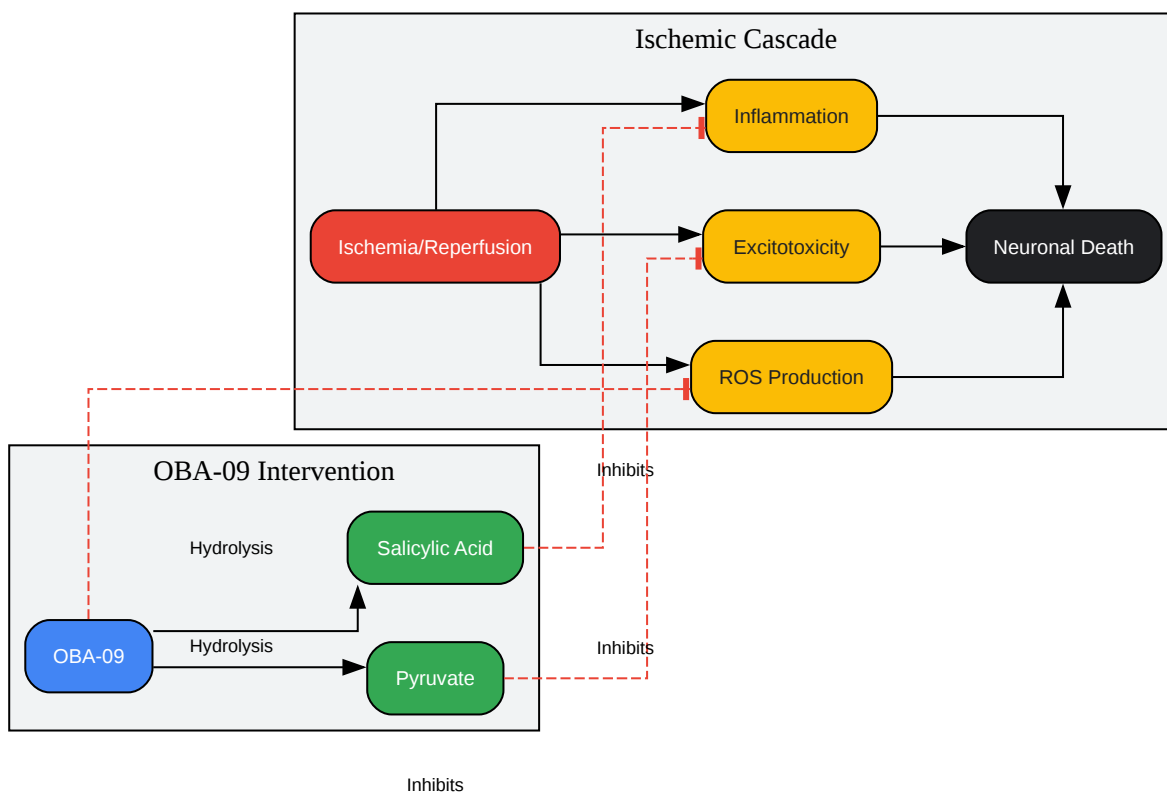 Ischemic Cascade
Inflammation
Ischemia/Reperfusion
Excitotoxicity
Neuronal Death
ROS Production
OBA-09 Intervention
Inhibits
Salicylic Acid
Hydrolysis
Hydrolysis
Inhibits
OBA-09
Pyruvate
Inhibits